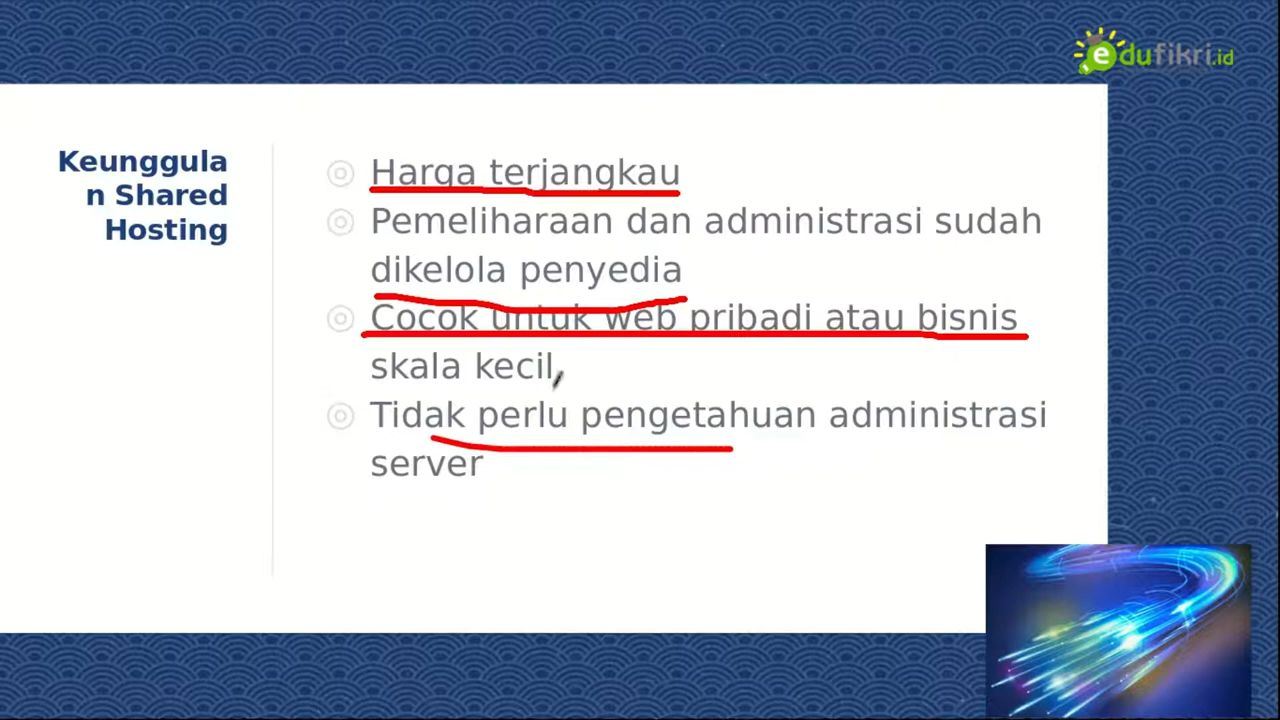 edufikri.id
Keunggula
n Shared
Hosting
Harga terjangkau
Pemeliharaan dan administrasi sudah
dikelola penyedia
Cocok untuk web pribadi atau bisnis
skala kecil,
Tidak perlu pengetahuan administrasi
server